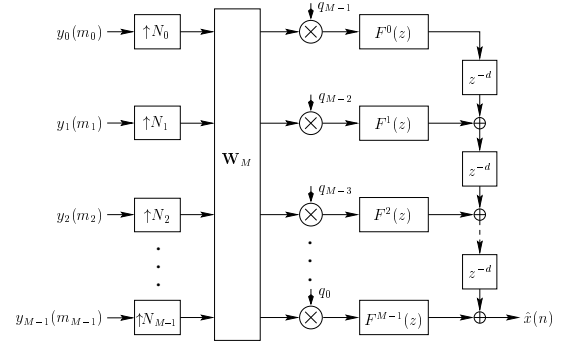 q_{M-1}
y_0(m_0) ↑N_0 F^0(z)
z^{-d}
q_{M-2}
y_1(m_1) ↑N_1 F^1(z)
W_M
z^{-d}
q_{M-3}
y_2(m_2) ↑N_2 F^2(z)
z^{-d}
q_0
y_{M-1}(m_{M-1}) ↑N_{M-1} F^{M-1}(z) x̂(n)